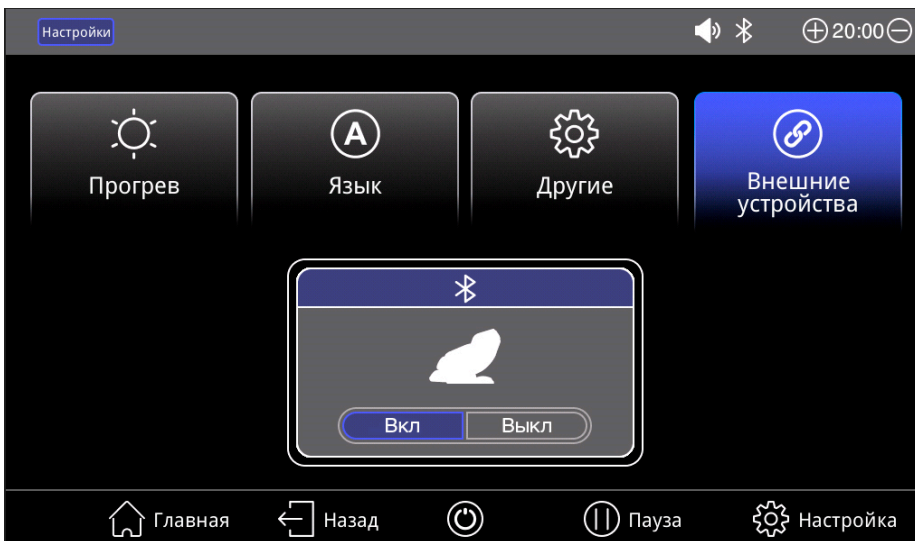 Настройки
20:00
Прогрев
A
Язык
Другие
Внешние
устройства
Вкл
Выкл
Главная
Назад
Пауза
Настройка